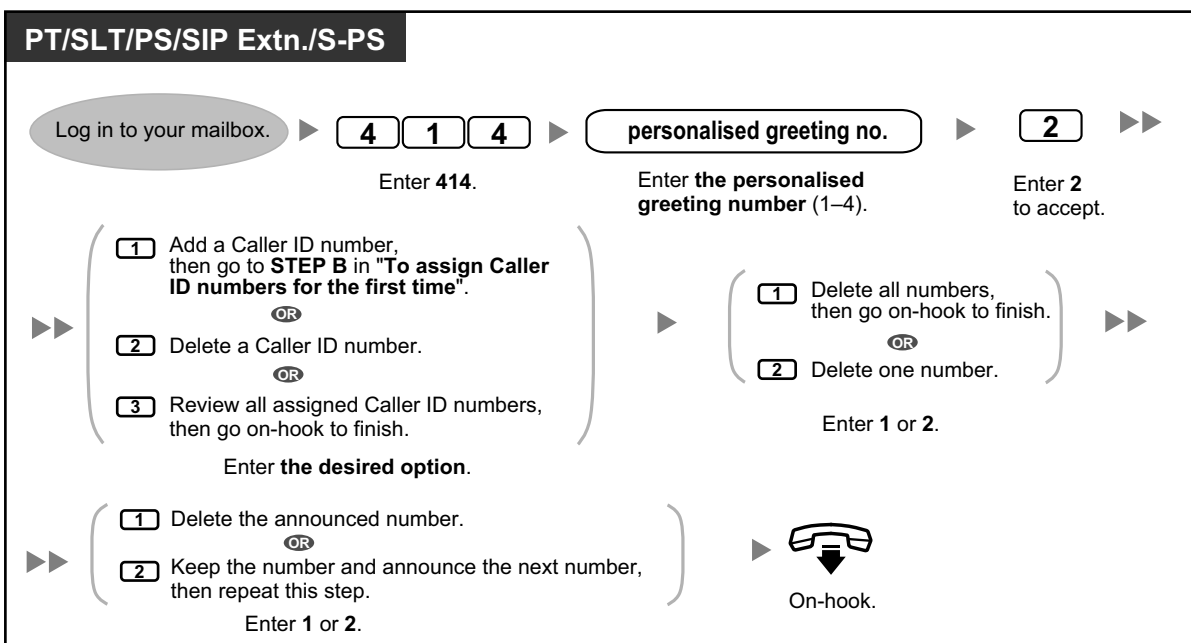 PT/SLT/PS/SIP Extn./S-PS
Log in to your mailbox.
4 1 4
personalised greeting no.
2
Enter 414.
Enter the personalised
greeting number (1–4).
Enter 2
to accept.
1 Add a Caller ID number,
then go to STEP B in "To assign Caller
ID numbers for the first time".
OR
2 Delete a Caller ID number.
OR
3 Review all assigned Caller ID numbers,
then go on-hook to finish.
Enter the desired option.
1 Delete all numbers,
then go on-hook to finish.
OR
2 Delete one number.
Enter 1 or 2.
1 Delete the announced number.
OR
2 Keep the number and announce the next number,
then repeat this step.
Enter 1 or 2.
On-hook.